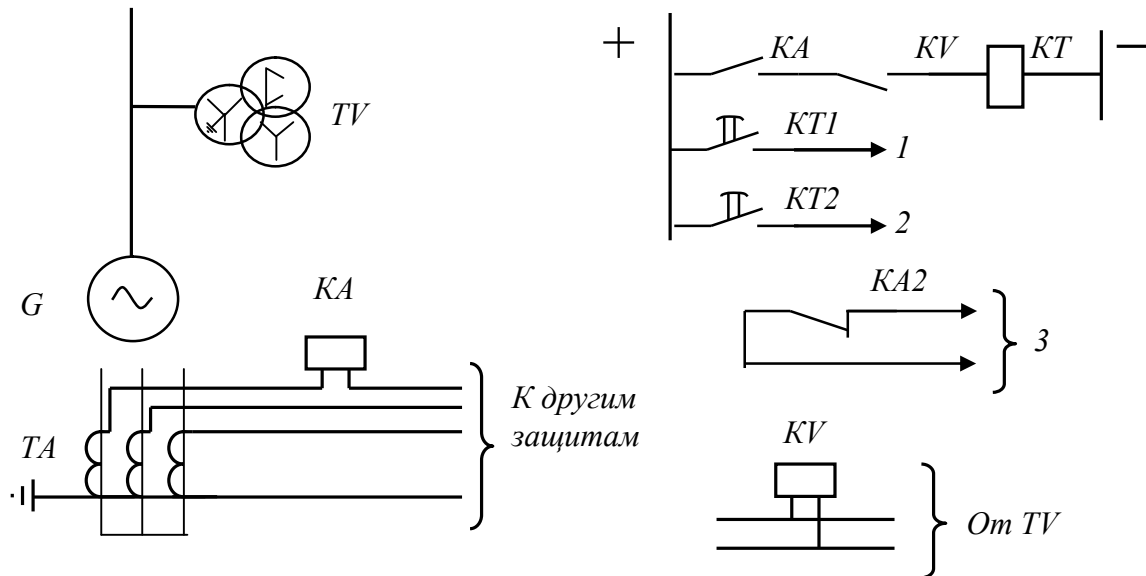 + KA KV KT −
TV
KT1
1
KT2
2
G
KA
KA2
3
К другим
защитам
TA
KV
От TV